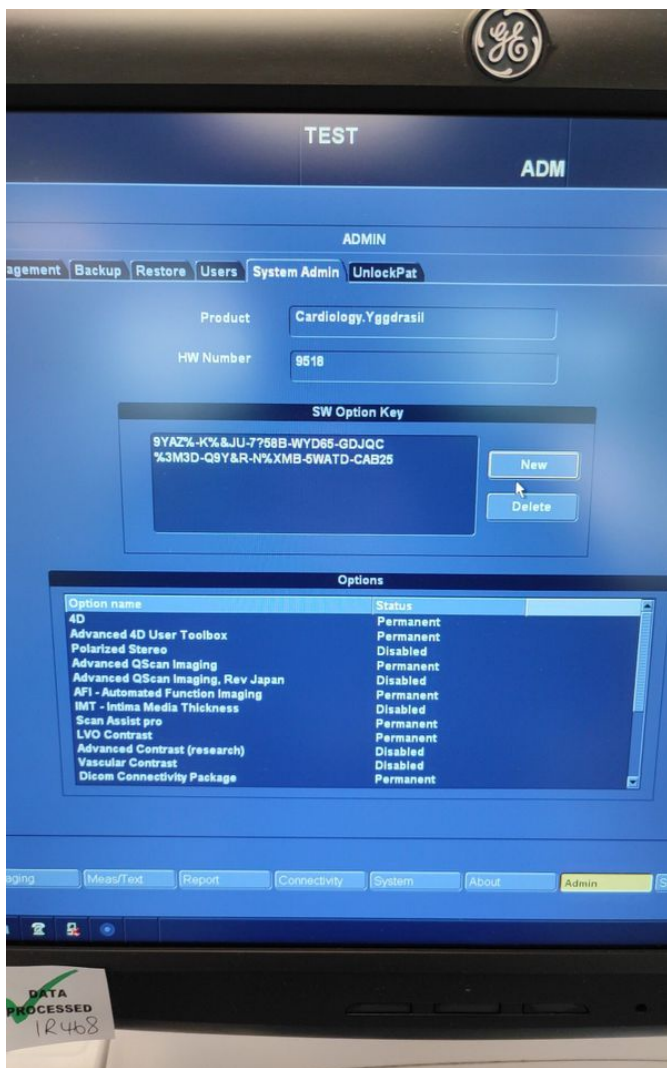 GE
TEST
ADM
ADMIN
agement Backup Restore Users System Admin UnlockPat
Product Cardiology.Yggdrasil
HW Number 9518
SW Option Key
9YAZ%-K%&JU-7?58B-WYD65-GDJQC
%3M3D-Q9Y&R-N%XMB-5WATD-CAB25
New
Delete
Options
Option name Status
4D Permanent
Advanced 4D User Toolbox Permanent
Polarized Stereo Disabled
Advanced QScan Imaging Permanent
Advanced QScan Imaging, Rev Japan Disabled
AFI - Automated Function Imaging Permanent
IMT - Intima Media Thickness Disabled
Scan Assist pro Permanent
LVO Contrast Permanent
Advanced Contrast (research) Disabled
Vascular Contrast Disabled
Dicom Connectivity Package Permanent
aging Meas/Text Report Connectivity System About Admin S
DATA
PROCESSED
1R468